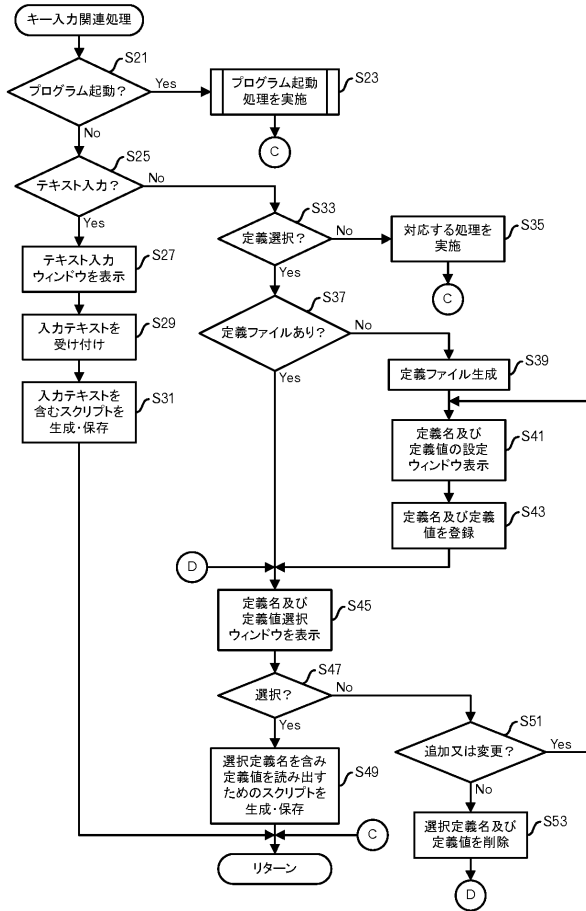 キー入力関連処理
S21
プログラム起動？
Yes
S23
プログラム起動
処理を実施
C
No
S25
テキスト入力？
No
Yes
S27
テキスト入力
ウィンドウを表示
S29
入力テキストを
受け付け
S31
入力テキストを
含むスクリプトを
生成・保存
S33
定義選択？
No
S35
対応する処理を
実施
C
Yes
S37
定義ファイルあり？
No
S39
定義ファイル生成
Yes
S41
定義名及び
定義値の設定
ウィンドウ表示
S43
定義名及び定義
値を登録
D
S45
定義名及び
定義値選択
ウィンドウを表示
S47
選択？
No
Yes
S49
選択定義名を含み
定義値を読み出す
ためのスクリプトを
生成・保存
S51
追加又は変更？
Yes
No
S53
選択定義名及び
定義値を削除
D
C
リターン